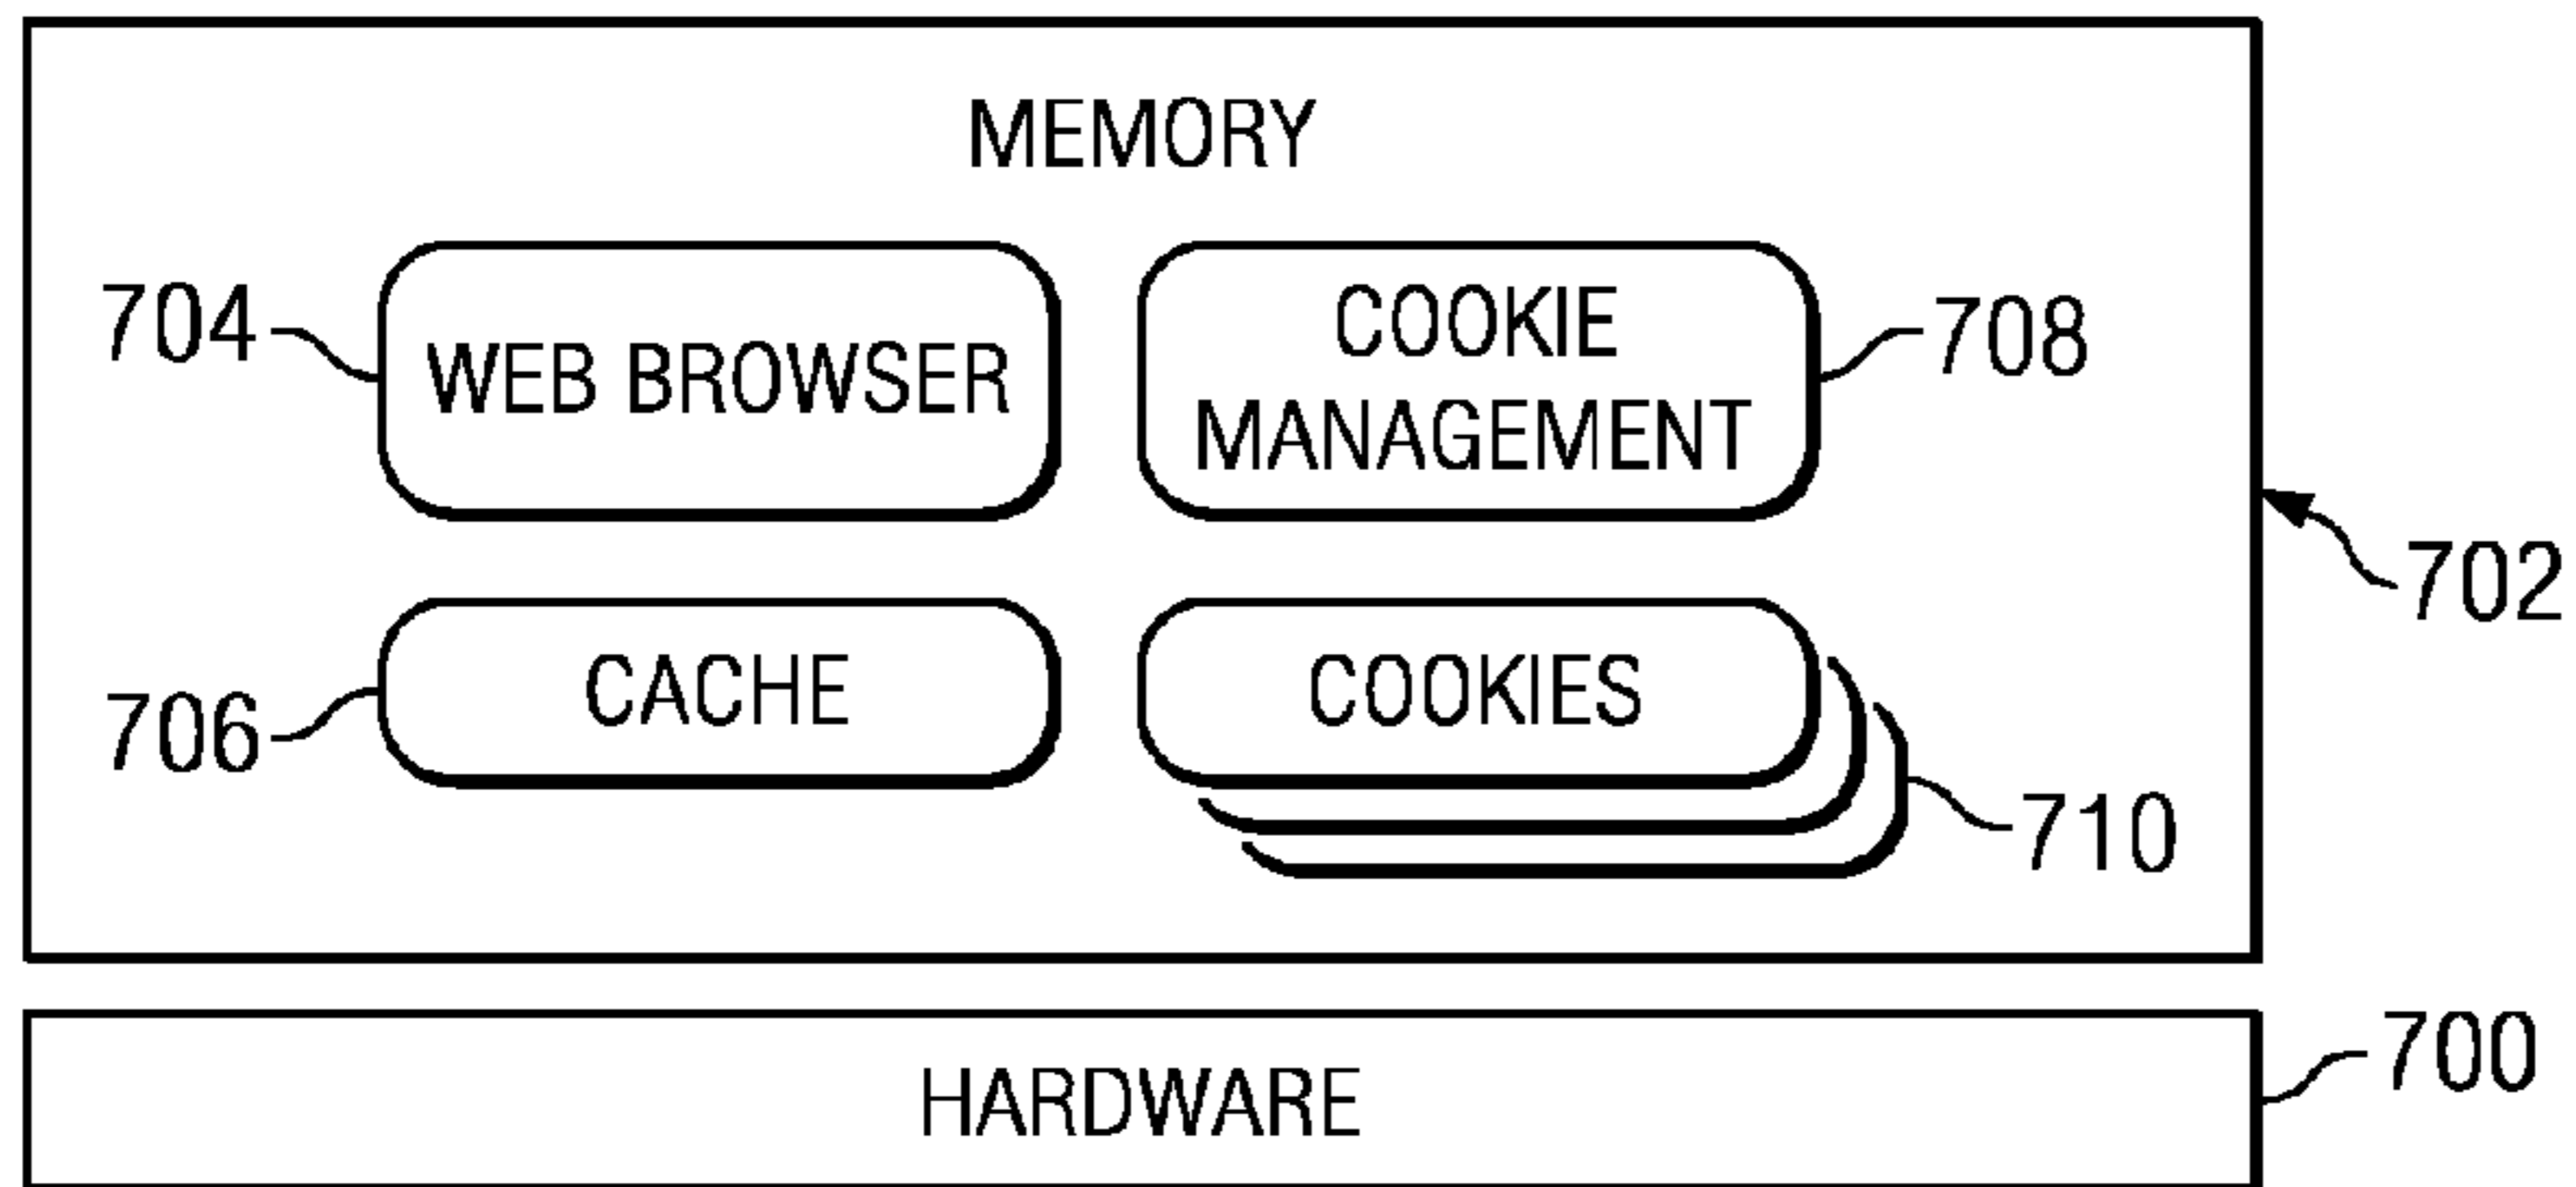 MEMORY
704
WEB BROWSER
COOKIE
MANAGEMENT
708
702
706
CACHE
COOKIES
710
HARDWARE
700